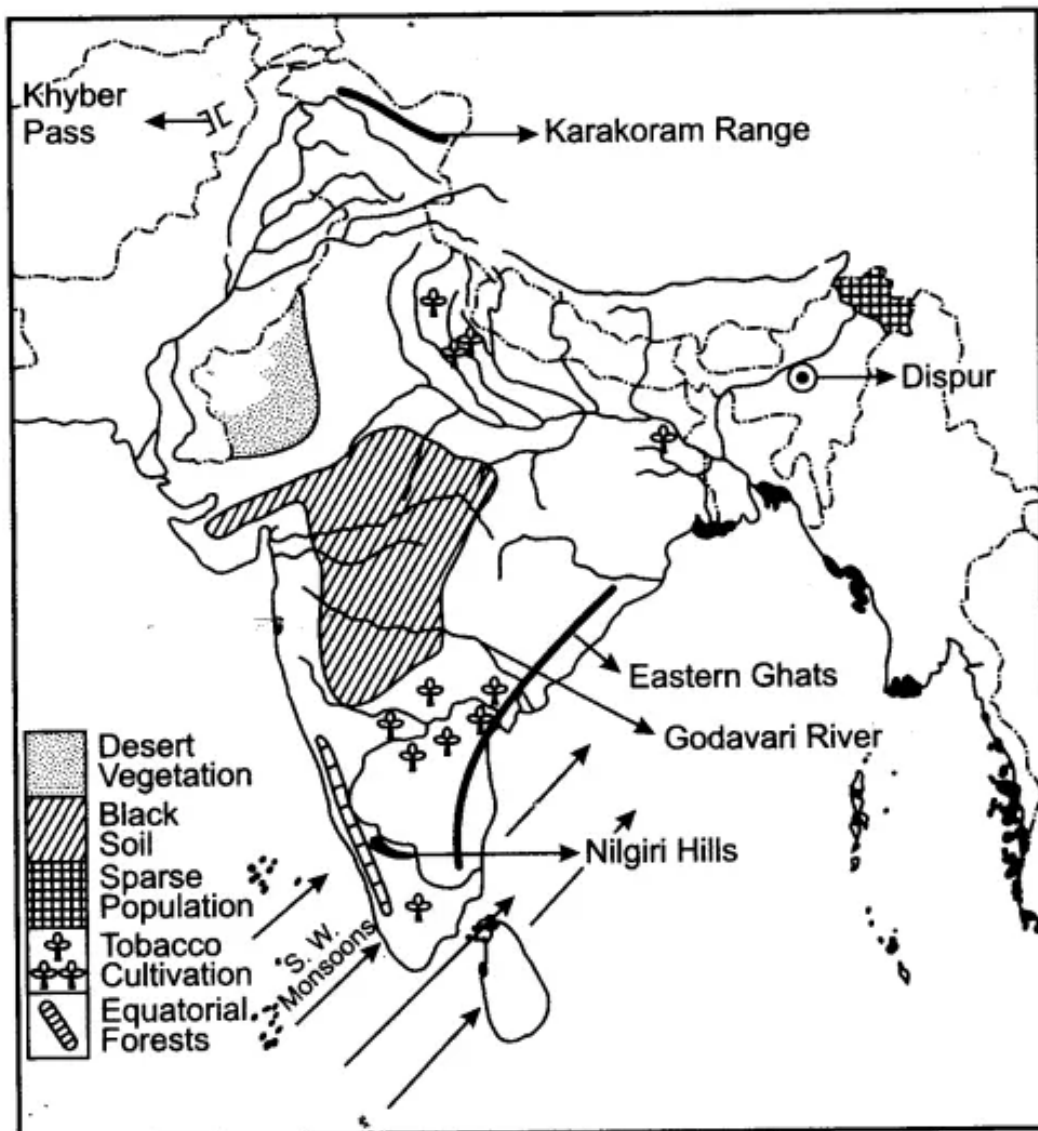 Khyber
Pass
Karakoram Range
Dispur
Eastern Ghats
Godavari River
Nilgiri Hills
S. W.
Monsoons
Desert
Vegetation
Black
Soil
Sparse
Population
Tobacco
Cultivation
Equatorial
Forests